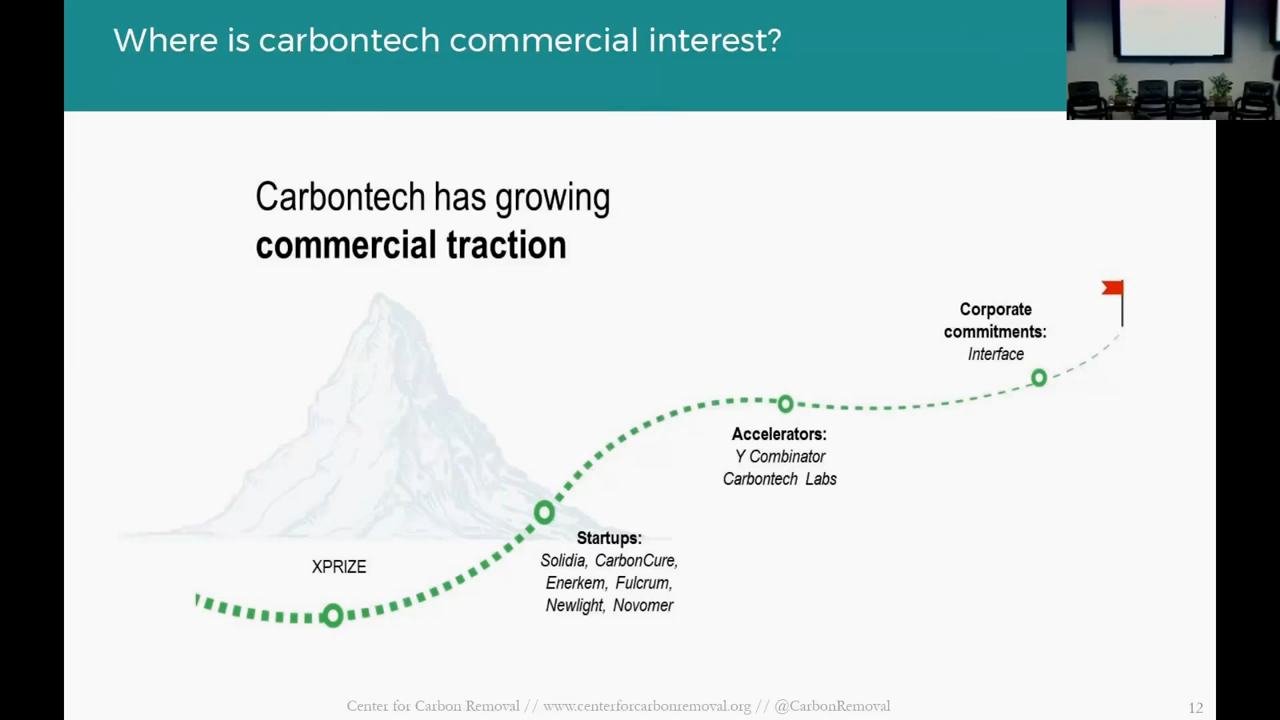 Where is carbontech commercial interest?
Carbontech has growing
commercial traction
Corporate
commitments:
Interface
Accelerators:
Y Combinator
Carbontech Labs
Startups:
Solidia, CarbonCure,
Enerkem, Fulcrum,
Newlight, Novomer
XPRIZE
Center for Carbon Removal // www.centerforcarbonremoval.org // @CarbonRemoval
12